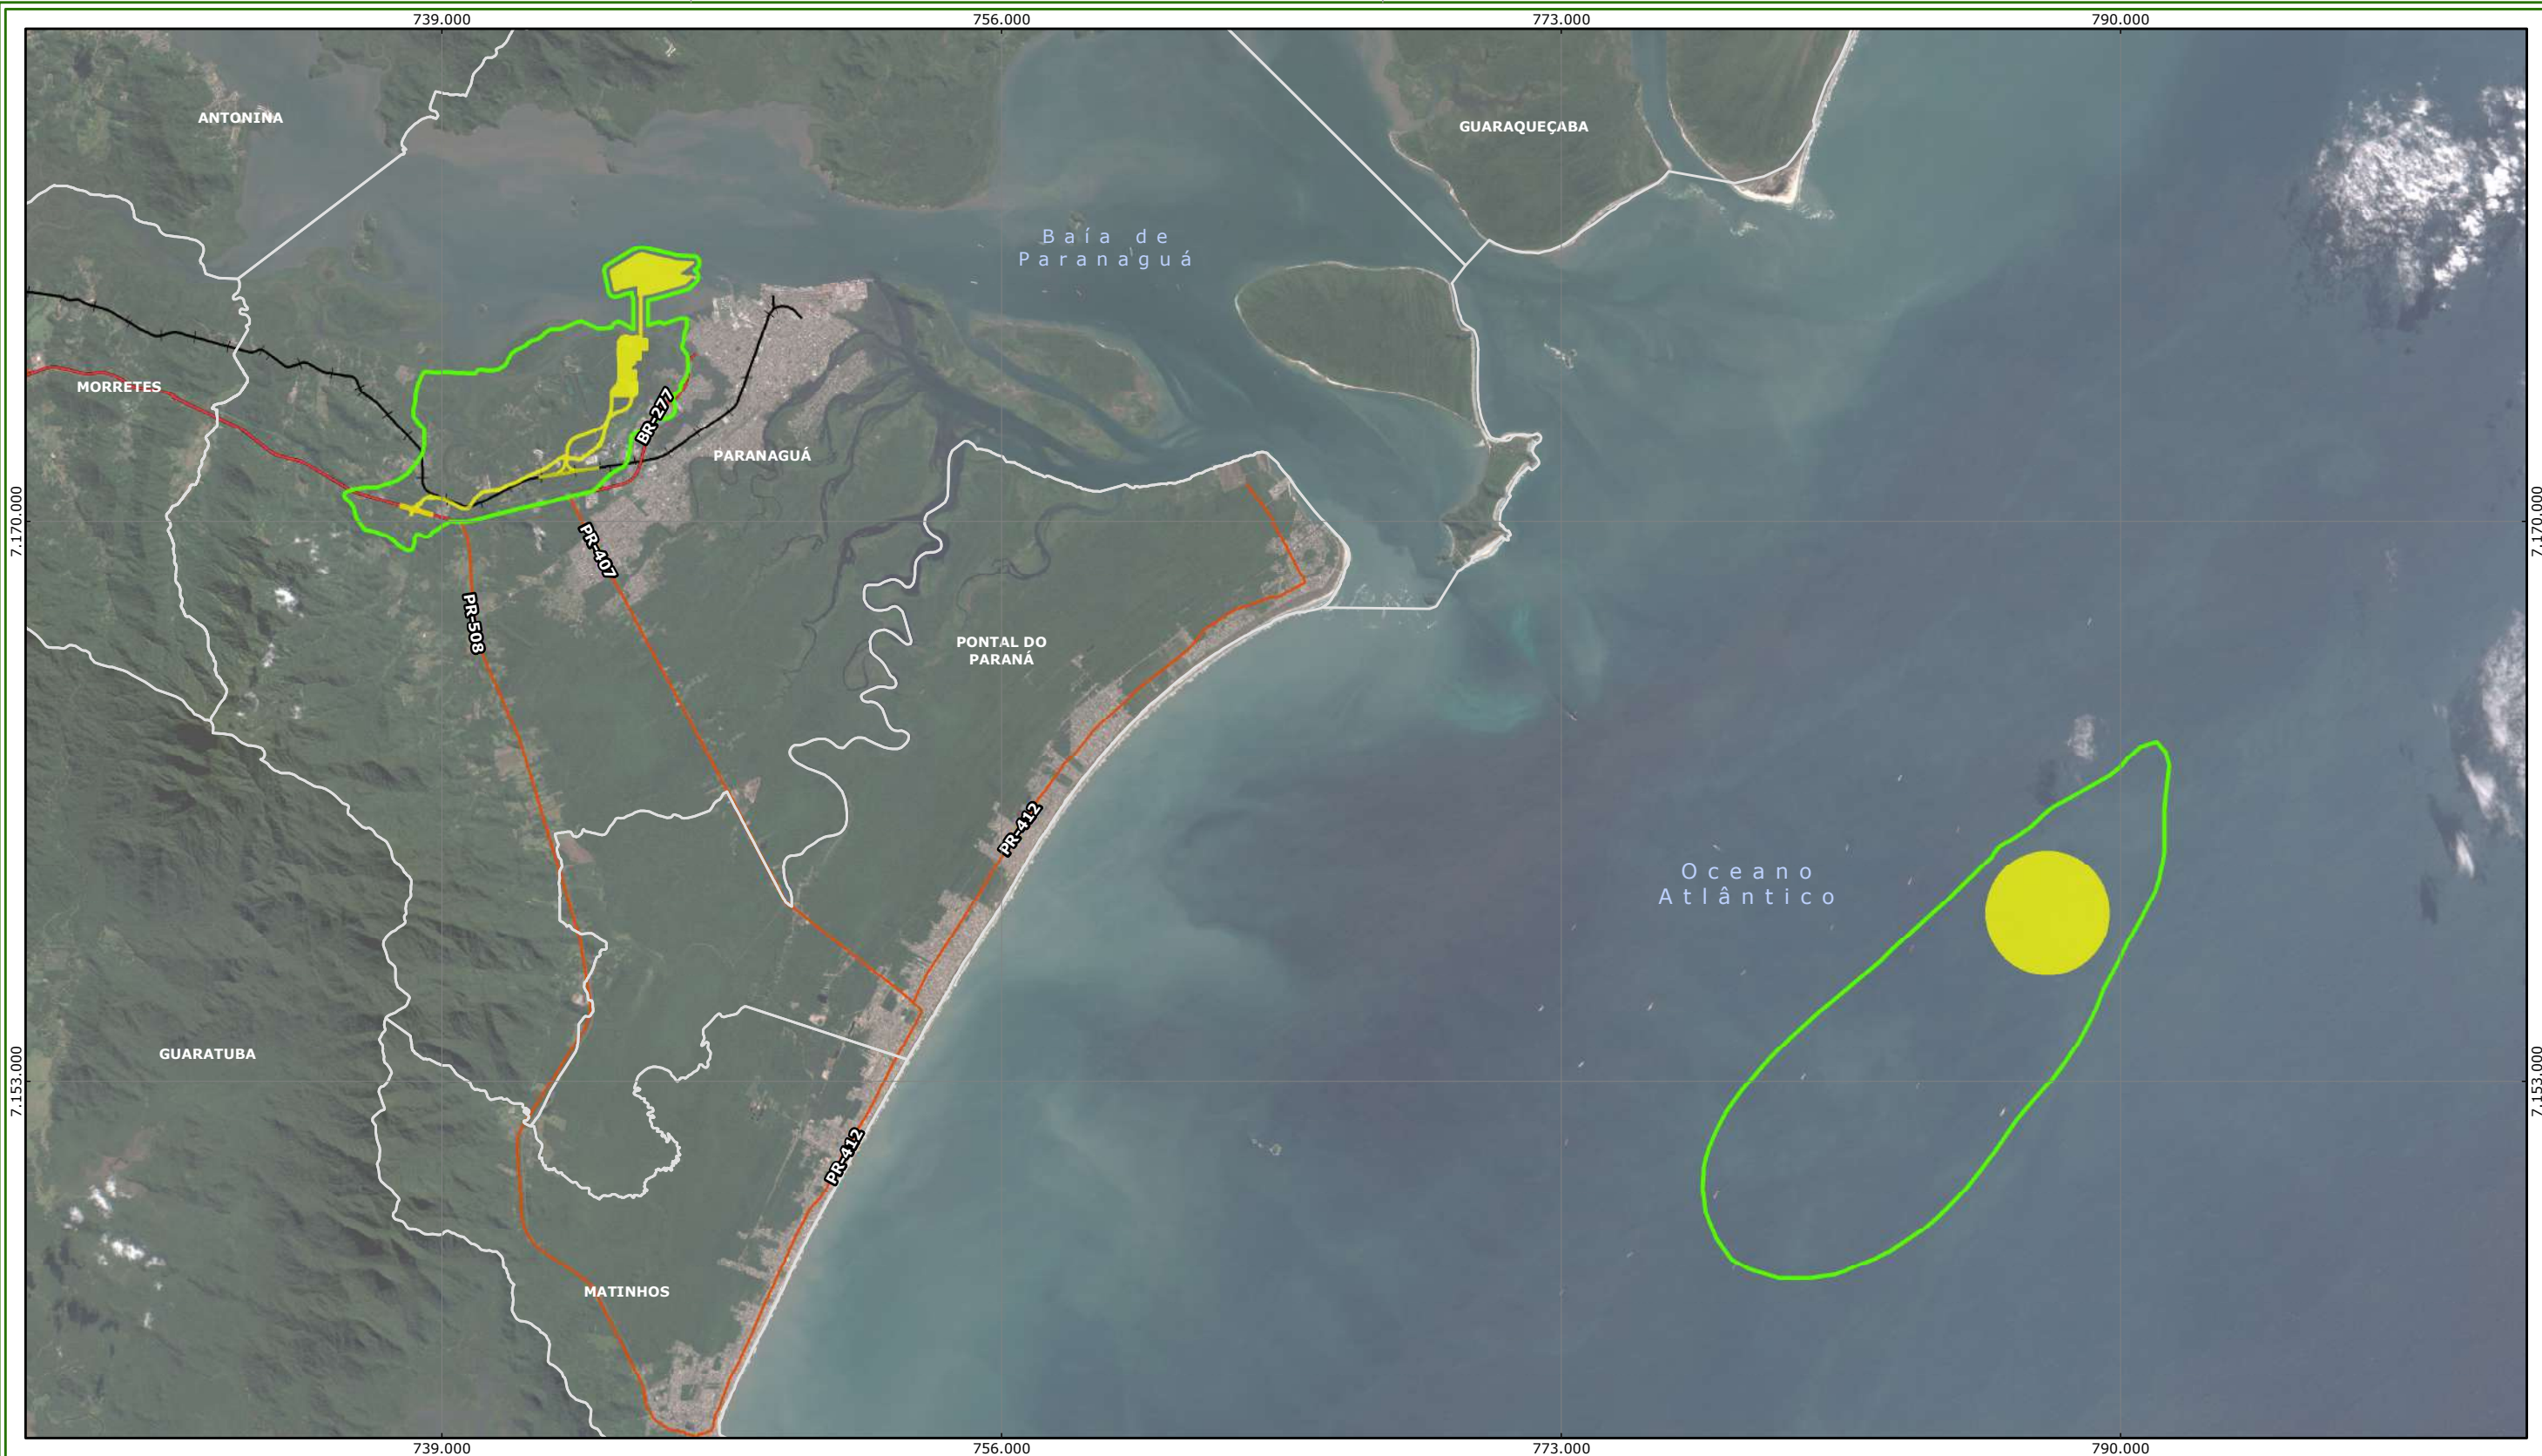 739.000
756.000
773.000
790.000
ANTONINA
GUARAQUEÇABA
Baía de
Paranaguá
MORRETES
BR-277
PARANAGUÁ
7.170.000
7.170.000
PR-407
PR-508
PONTAL DO
PARANÁ
PR-412
Oceano
Atlântico
GUARATUBA
7.153.000
7.153.000
PR-412
MATINHOS
739.000
756.000
773.000
790.000